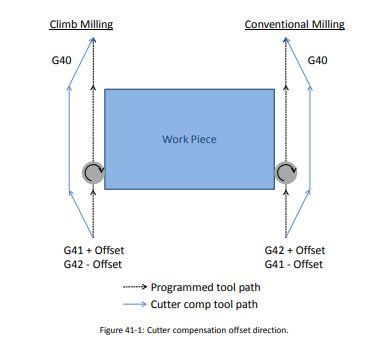 Climb Milling
Conventional Milling
G40
G40
Work Piece
G41 + Offset
G42 - Offset
G42 + Offset
G41 - Offset
Programmed tool path
Cutter comp tool path
Figure 41-1: Cutter compensation offset direction.